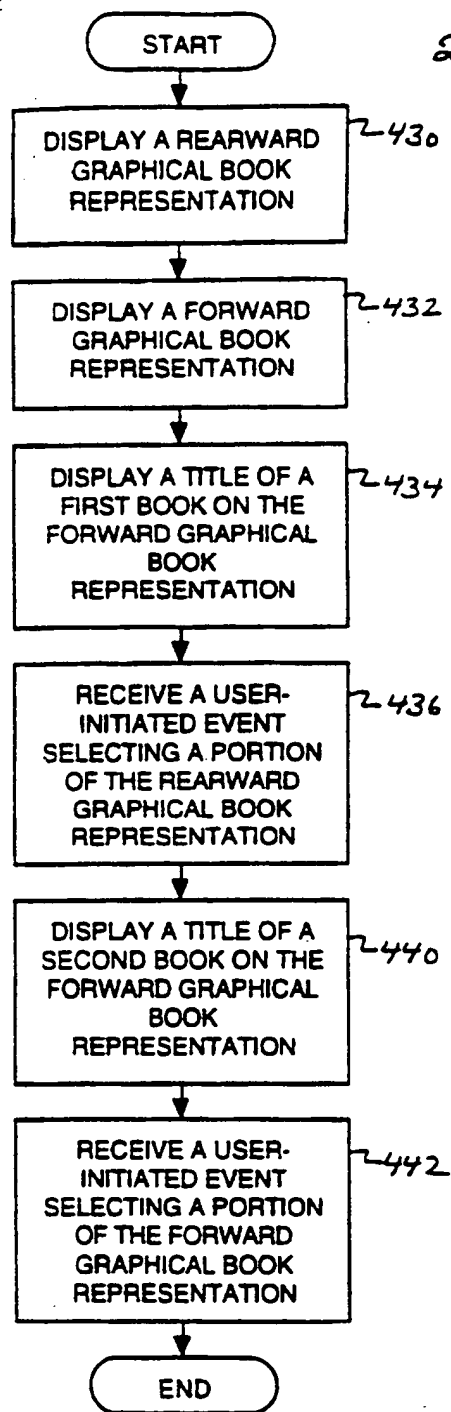 START
DISPLAY A REARWARD
GRAPHICAL BOOK
REPRESENTATION
430
DISPLAY A FORWARD
GRAPHICAL BOOK
REPRESENTATION
432
DISPLAY A TITLE OF A
FIRST BOOK ON THE
FORWARD GRAPHICAL
BOOK
REPRESENTATION
434
RECEIVE A USER-
INITIATED EVENT
SELECTING A PORTION
OF THE REARWARD
GRAPHICAL BOOK
REPRESENTATION
436
DISPLAY A TITLE OF A
SECOND BOOK ON THE
FORWARD GRAPHICAL
BOOK
REPRESENTATION
440
RECEIVE A USER-
INITIATED EVENT
SELECTING A PORTION
OF THE FORWARD
GRAPHICAL BOOK
REPRESENTATION
442
END